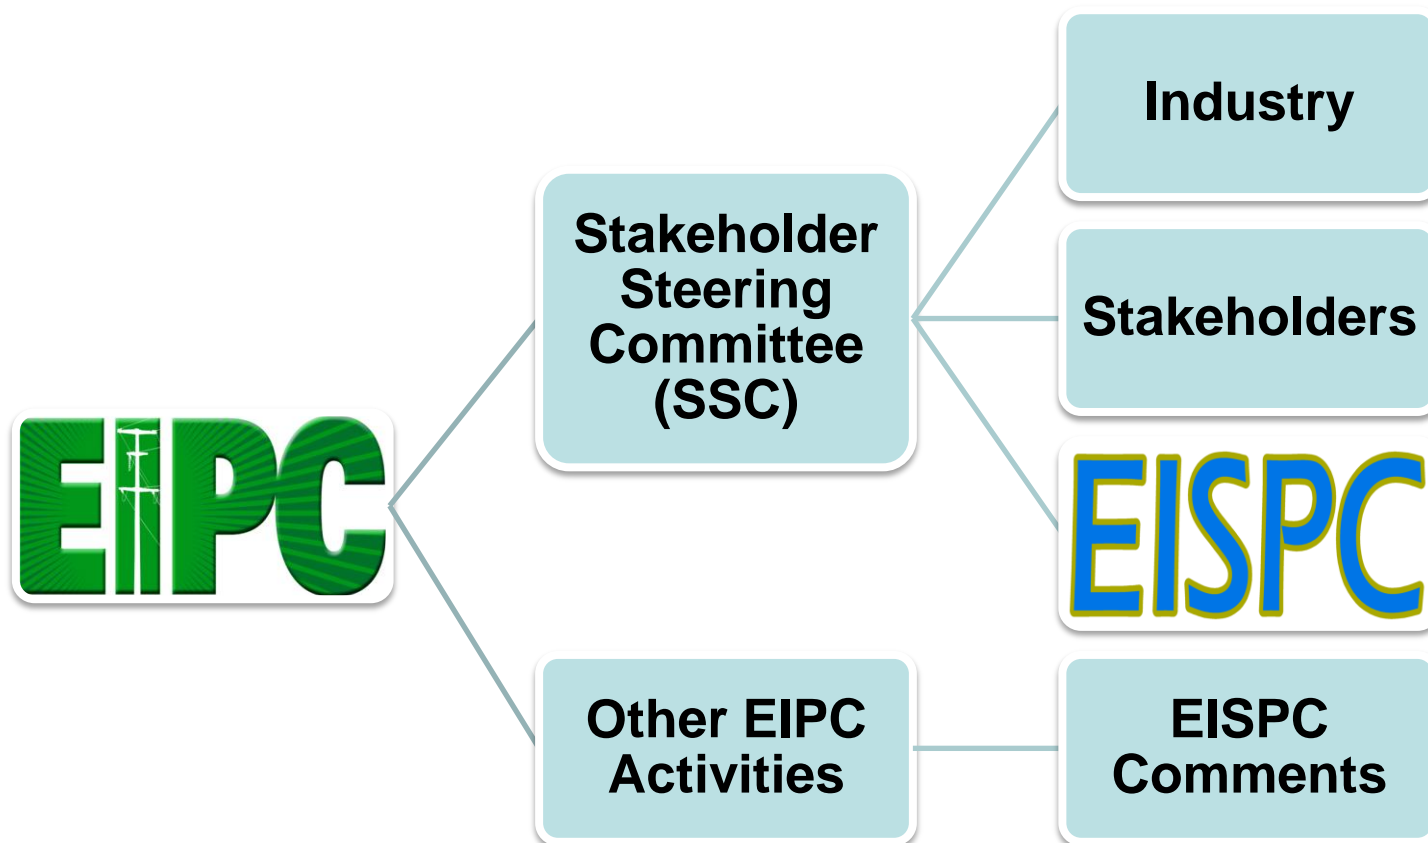 EIPC
Stakeholder
Steering
Committee
(SSC)
Industry
Stakeholders
EISPC
Other EIPC
Activities
EISPC
Comments